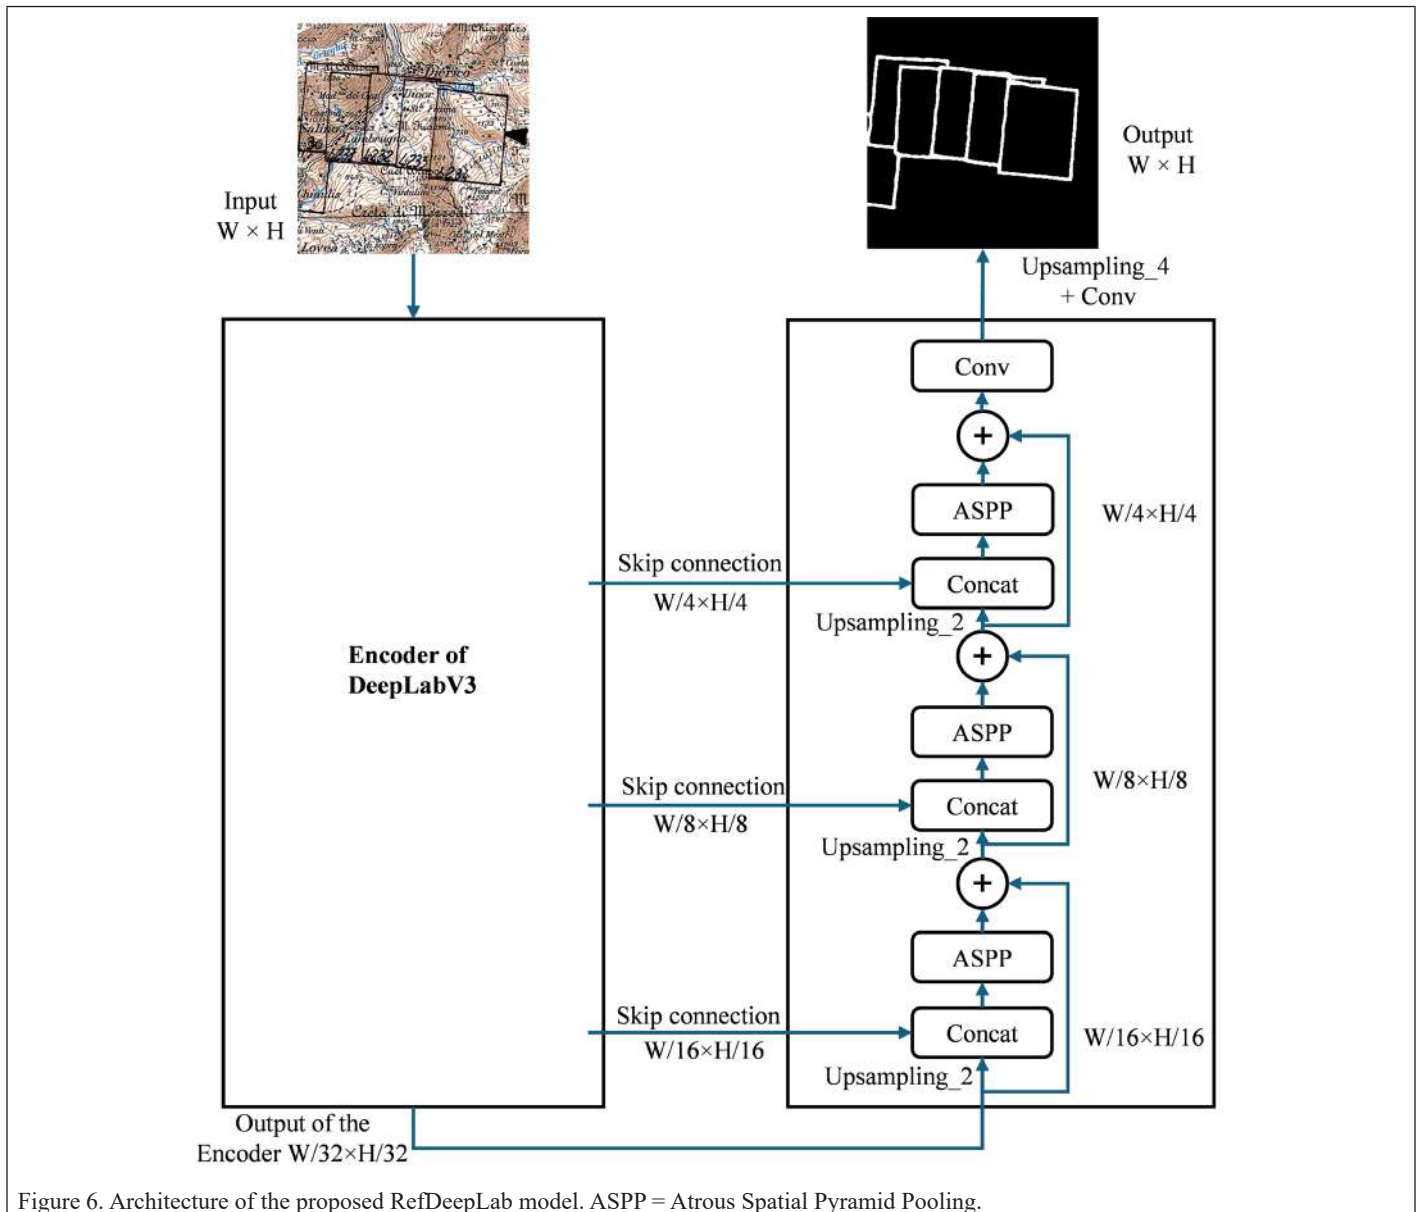 Input
W × H
Output
W × H
Upsampling_4
+ Conv
Conv
+
ASPP
W/4×H/4
Skip connection
W/4×H/4
Concat
Upsampling_2
+
Encoder of
DeepLabV3
ASPP
W/8×H/8
Skip connection
W/8×H/8
Concat
Upsampling_2
+
ASPP
Skip connection
W/16×H/16
Concat
W/16×H/16
Upsampling_2
Output of the
Encoder W/32×H/32
Figure 6. Architecture of the proposed RefDeepLab model. ASPP = Atrous Spatial Pyramid Pooling.